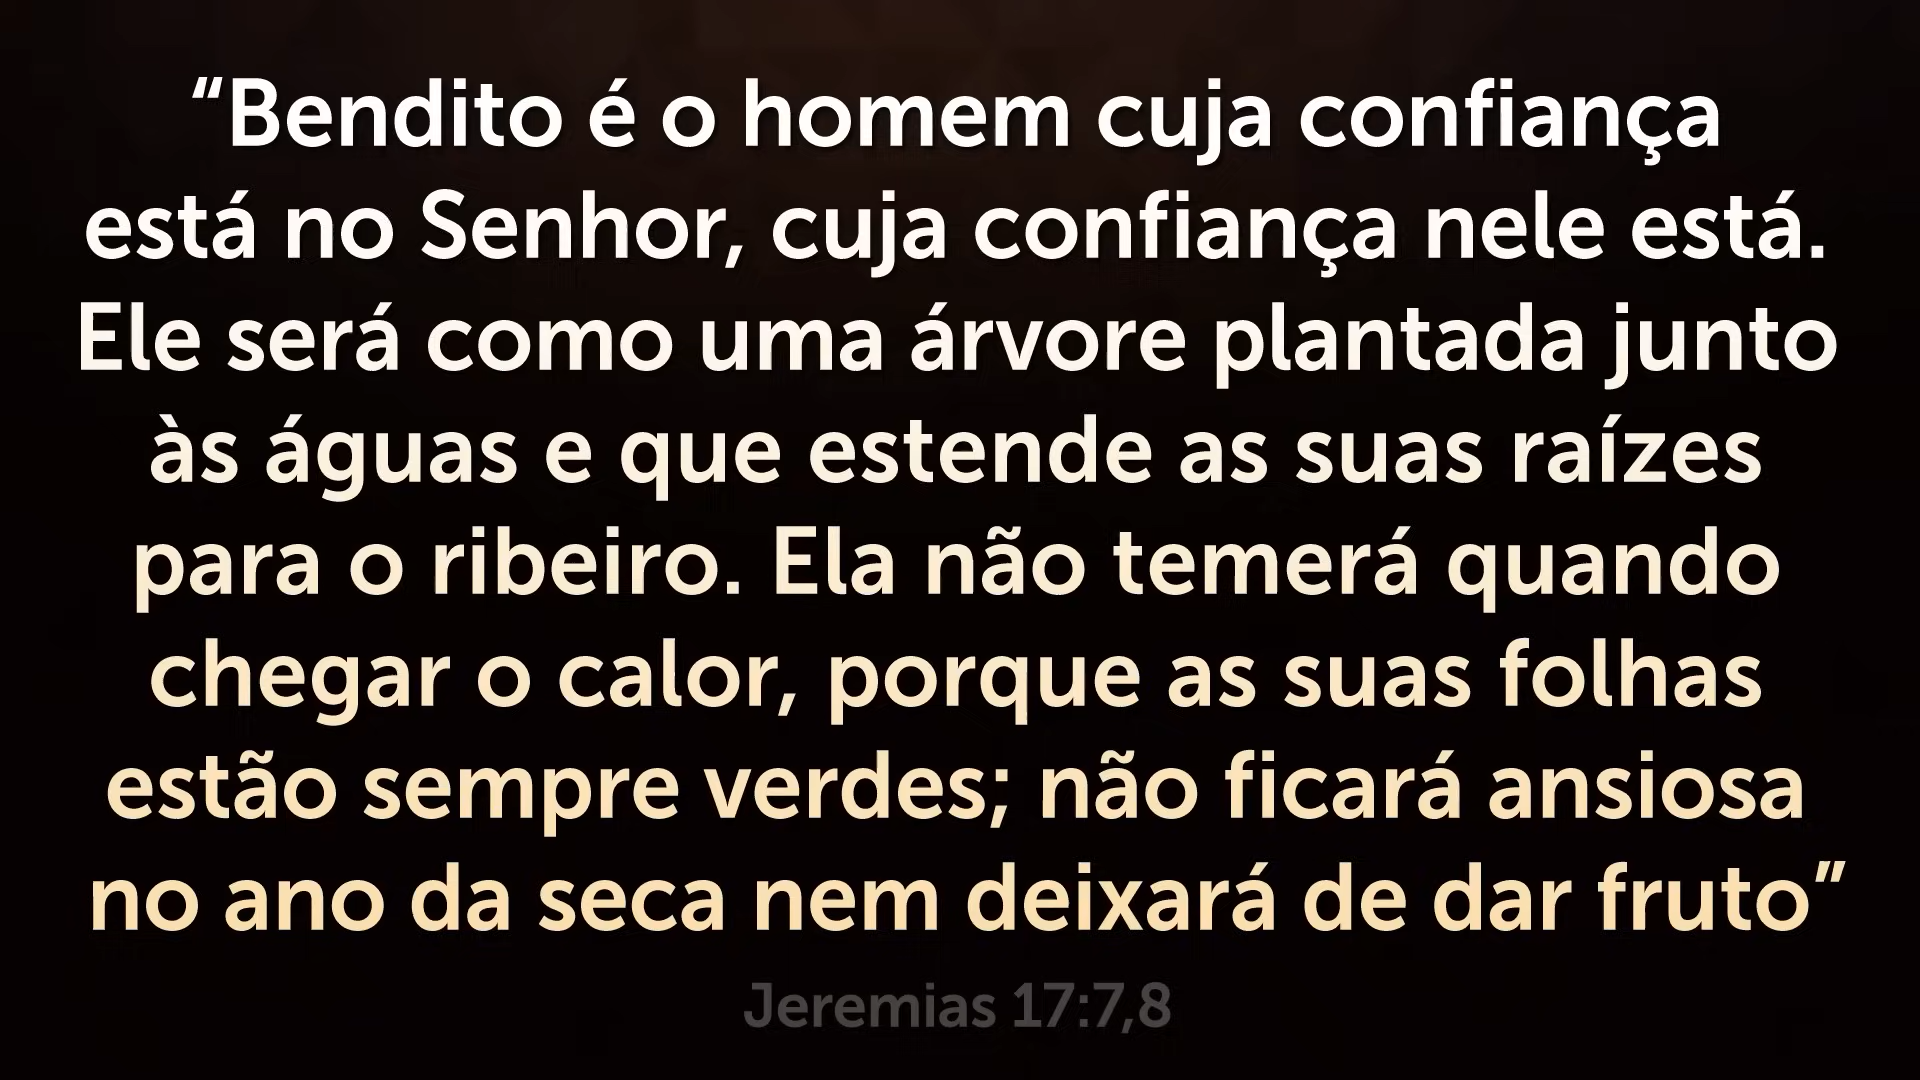 “Bendito é o homem cuja confiança
está no Senhor, cuja confiança nele está.
Ele será como uma árvore plantada junto
às águas e que estende as suas raízes
para o ribeiro. Ela não temerá quando
chegar o calor, porque as suas folhas
estão sempre verdes; não ficará ansiosa
no ano da seca nem deixará de dar fruto”
Jeremias 17:7,8